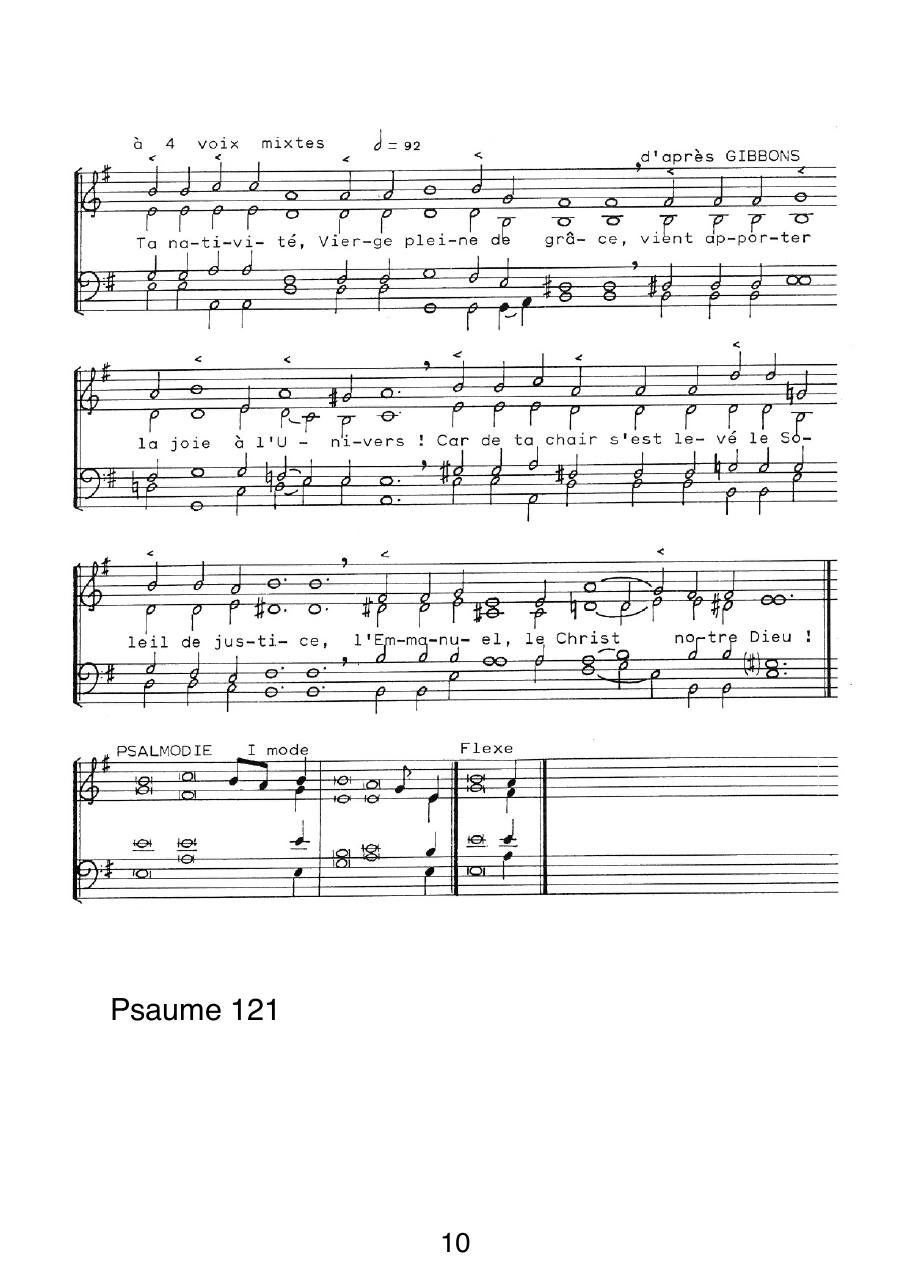 à 4 voix mixtes 𝅗𝅥 = 92
d'après GIBBONS
Ta na-ti-vi- té, Vier-ge plei-ne de grâ- ce, vient ap-por-ter
la joie à l'U - ni-vers ! Car de ta chair s'est le- vé le So-
leil de jus-ti- ce, l'Em-ma-nu- el, le Christ no-tre Dieu !
PSALMODIE I mode Flexe
Psaume 121
10